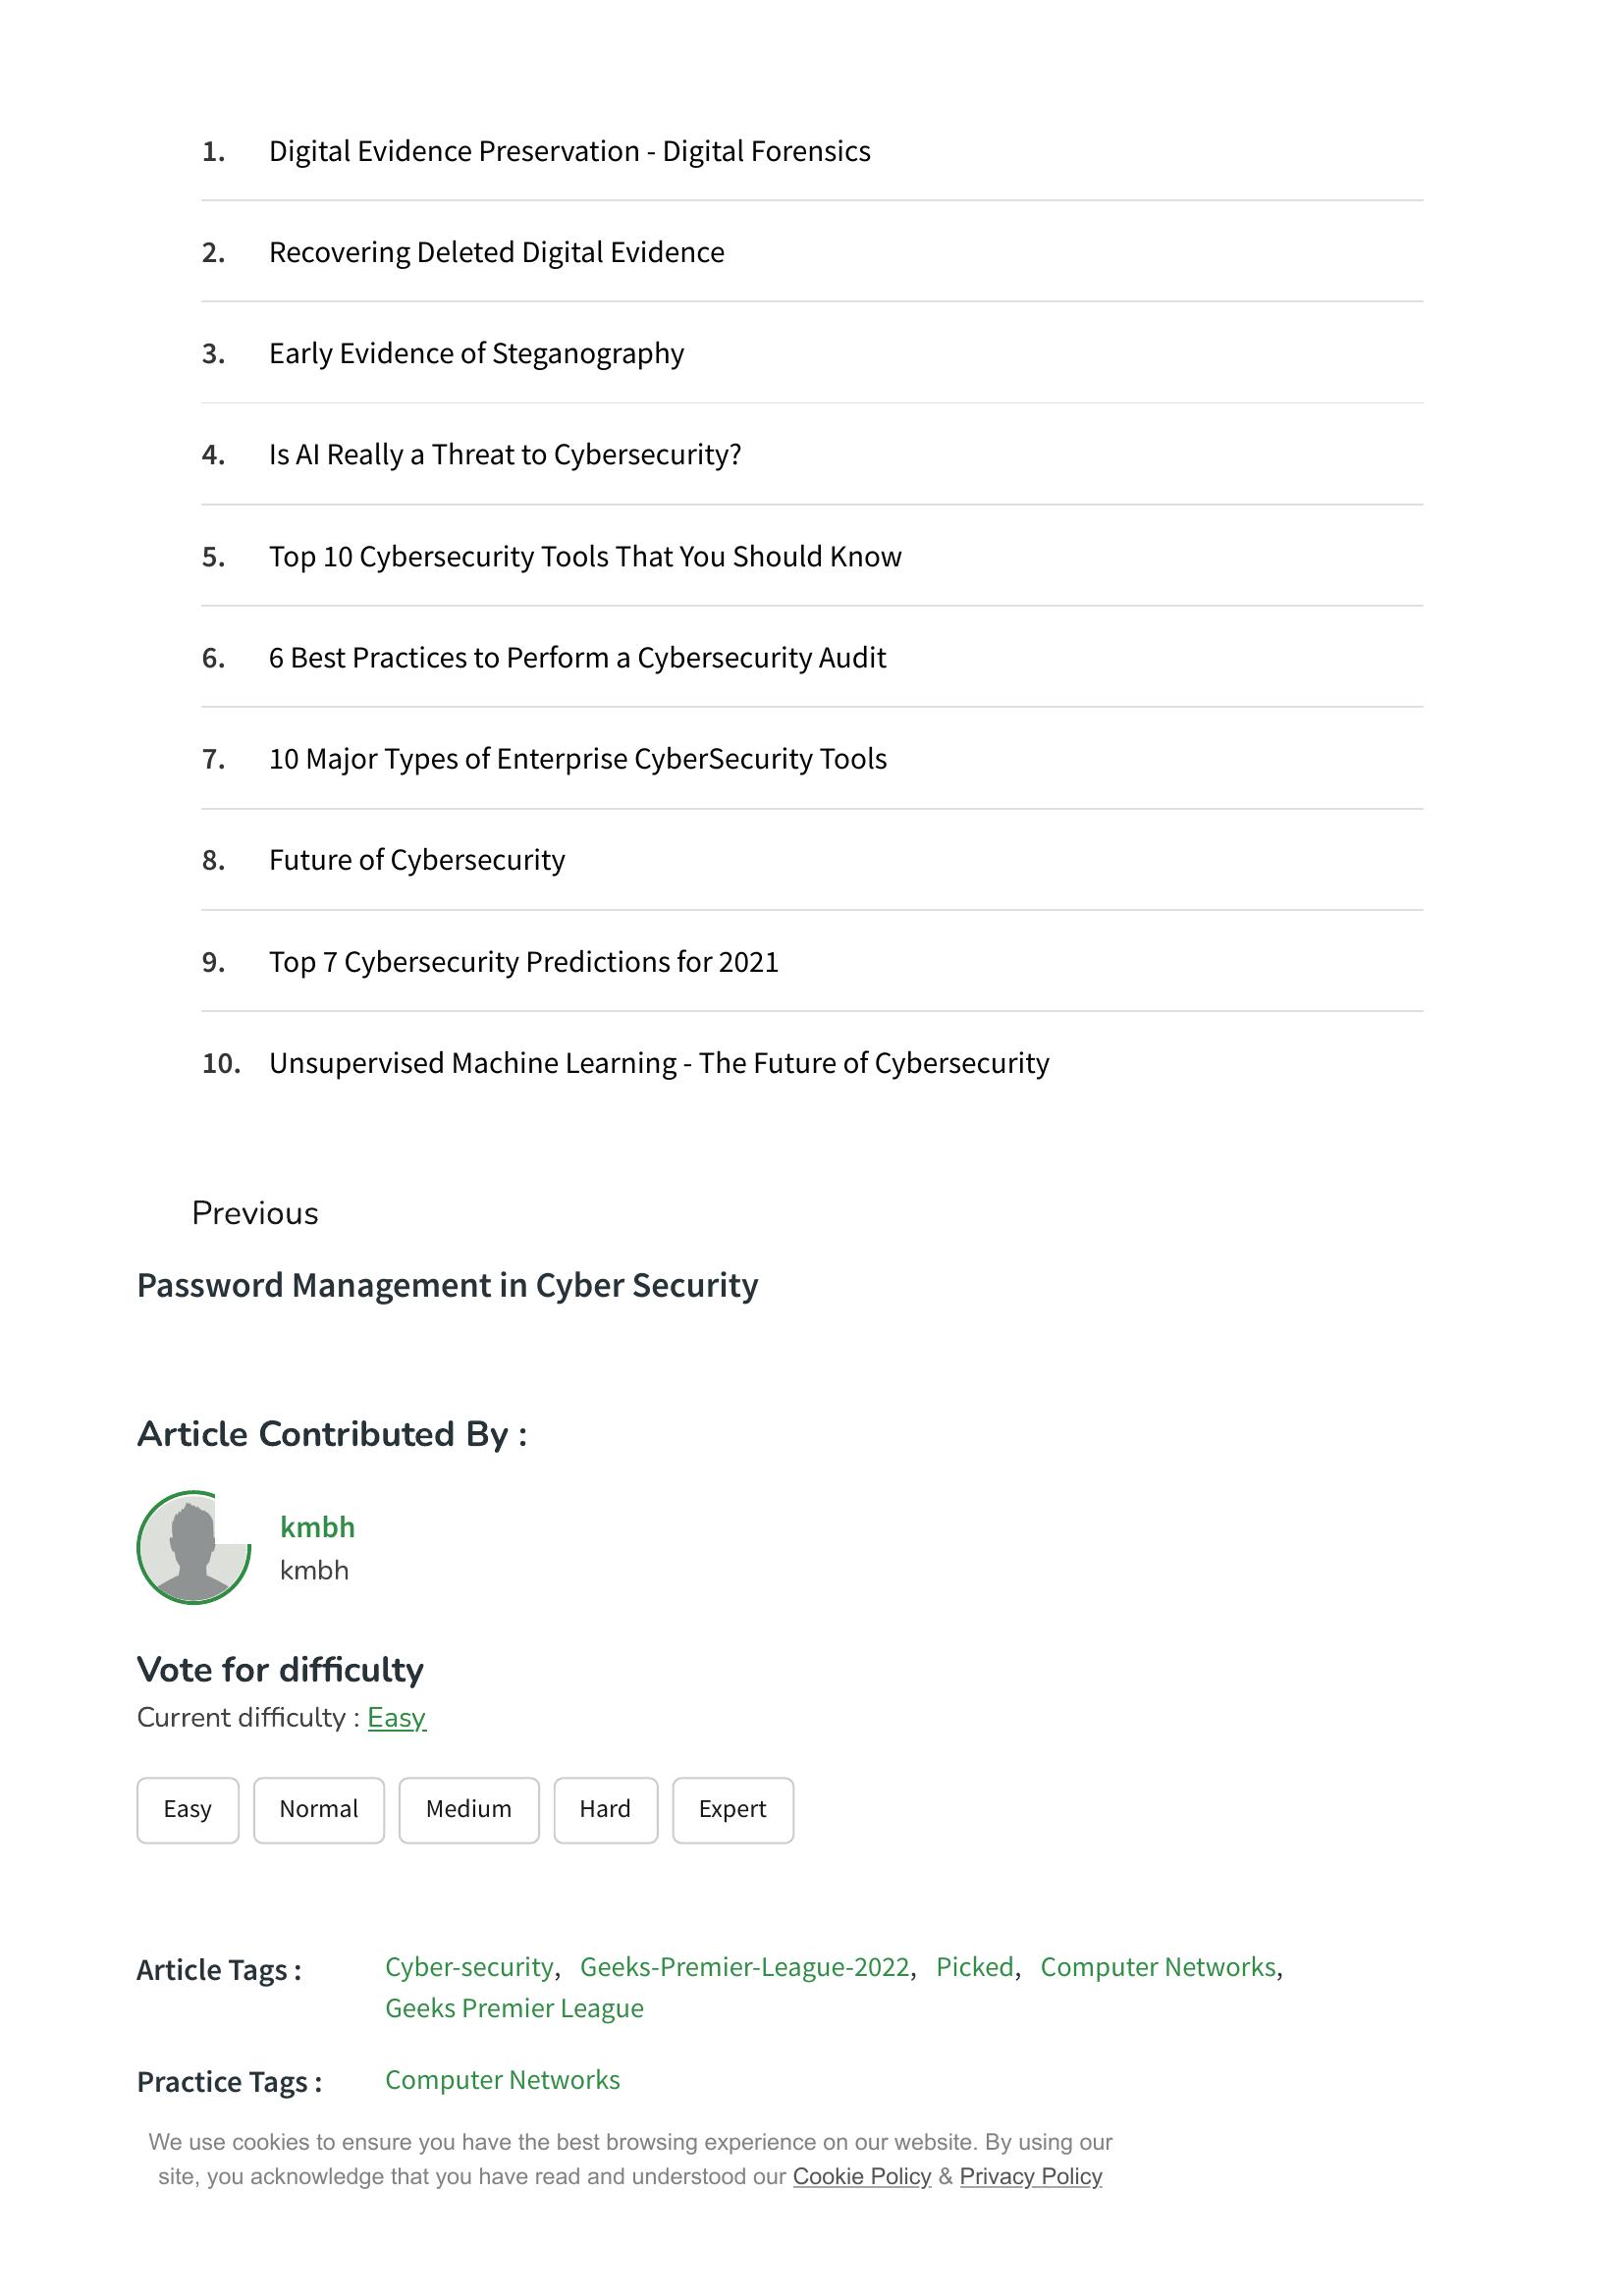 1. Digital Evidence Preservation - Digital Forensics
2. Recovering Deleted Digital Evidence
3. Early Evidence of Steganography
4. Is AI Really a Threat to Cybersecurity?
5. Top 10 Cybersecurity Tools That You Should Know
6. 6 Best Practices to Perform a Cybersecurity Audit
7. 10 Major Types of Enterprise CyberSecurity Tools
8. Future of Cybersecurity
9. Top 7 Cybersecurity Predictions for 2021
10. Unsupervised Machine Learning - The Future of Cybersecurity
Previous
Password Management in Cyber Security
Article Contributed By :
kmbh
kmbh
Vote for difficulty
Current difficulty : Easy
Easy Normal Medium Hard Expert
Article Tags : Cyber-security, Geeks-Premier-League-2022, Picked, Computer Networks,
Geeks Premier League
Practice Tags : Computer Networks
We use cookies to ensure you have the best browsing experience on our website. By using our
site, you acknowledge that you have read and understood our Cookie Policy & Privacy Policy